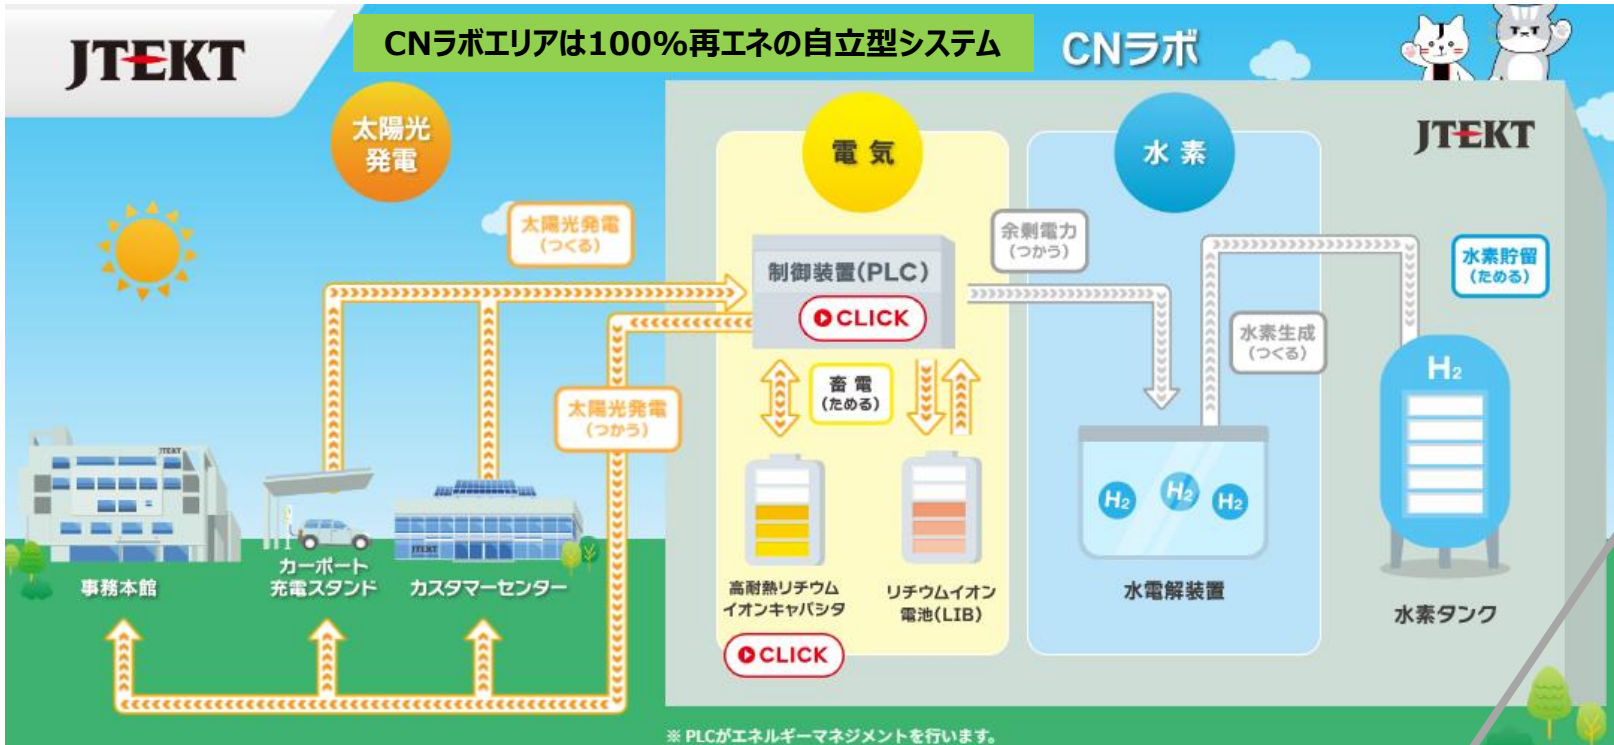 JTEKT
CNラボエリアは100%再エネの自立型システム
CNラボ
太陽光
発電
電気
水素
JTEKT
太陽光発電
(つくる)
余剰電力
(つかう)
水素貯留
(ためる)
制御装置(PLC)
CLICK
水素生成
(つくる)
太陽光発電
(つかう)
畜電
(ためる)
H2
JTEKT
JTEKT
H2
H2
H2
事務本館
カーポート
充電スタンド
カスタマーセンター
高耐熱リチウム
イオンキャパシタ
リチウムイオン
電池(LIB)
水電解装置
水素タンク
CLICK
※ PLCがエネルギーマネジメントを行います。